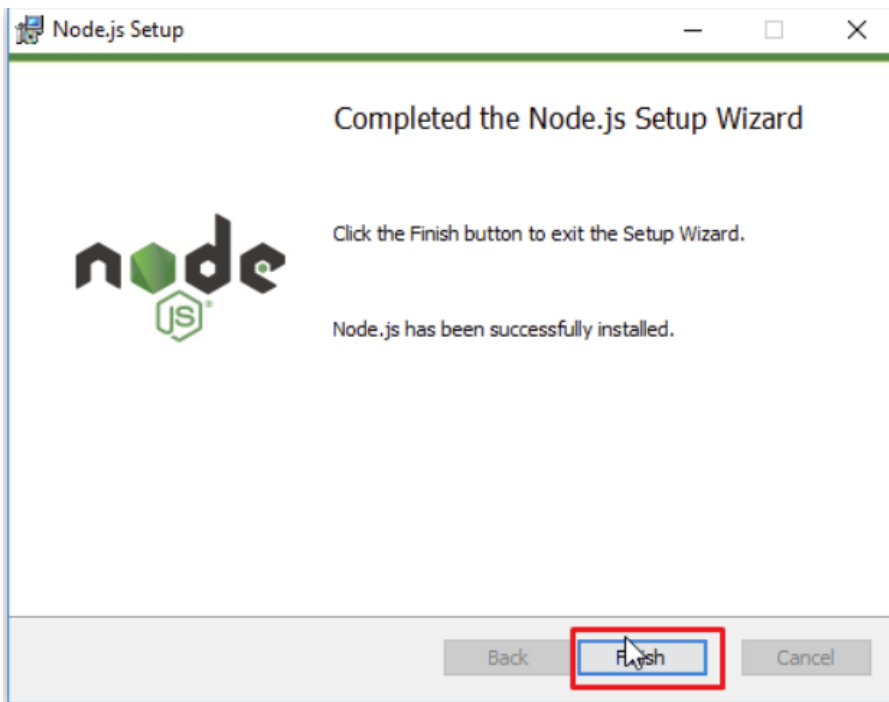 Node.js Setup
Completed the Node.js Setup Wizard
Click the Finish button to exit the Setup Wizard.
node
JS
Node.js has been successfully installed.
Back Finish Cancel